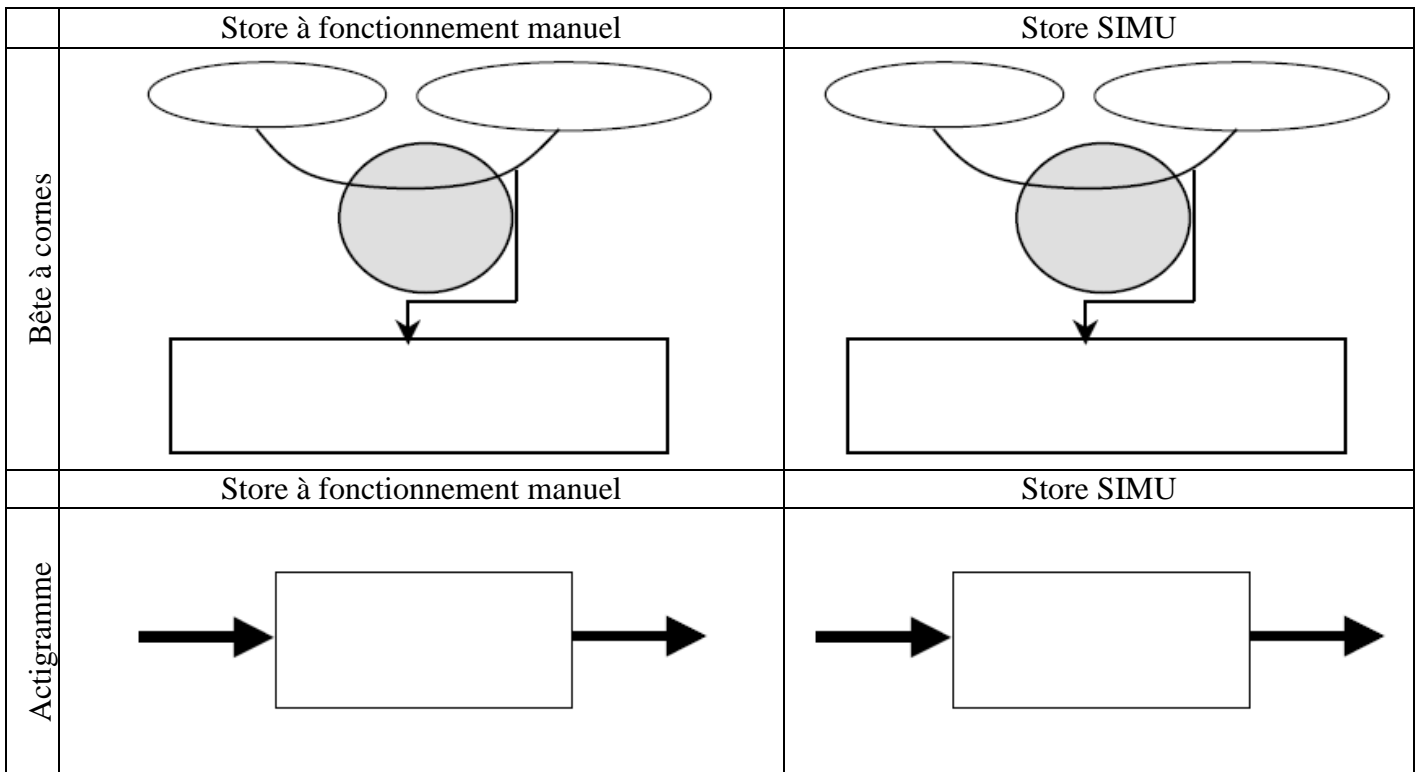 Store à fonctionnement manuel
Store SIMU
Bête à cornes
Store à fonctionnement manuel
Store SIMU
Actigramme